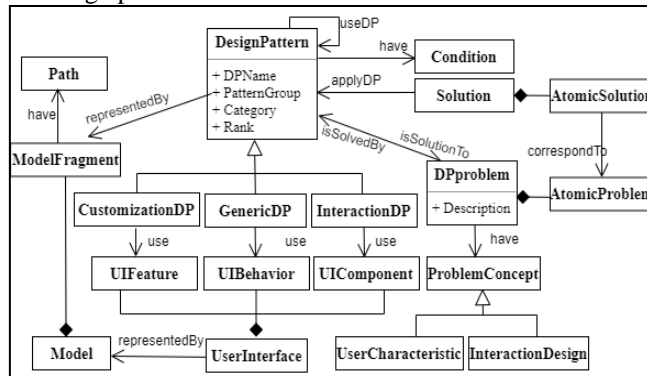 useDP
DesignPattern
+ DPName
+ PatternGroup
+ Category
+ Rank
have
Condition
Path
applyDP
Solution
AtomicSolution
representedBy
have
isSolvedBy
isSolutionTo
correspondTo
ModelFragment
DPproblem
+ Description
AtomicProblem
CustomizationDP
GenericDP
InteractionDP
use
use
use
have
UIFeature
UIBehavior
UIComponent
ProblemConcept
Model
representedBy
UserInterface
UserCharacteristic
InteractionDesign